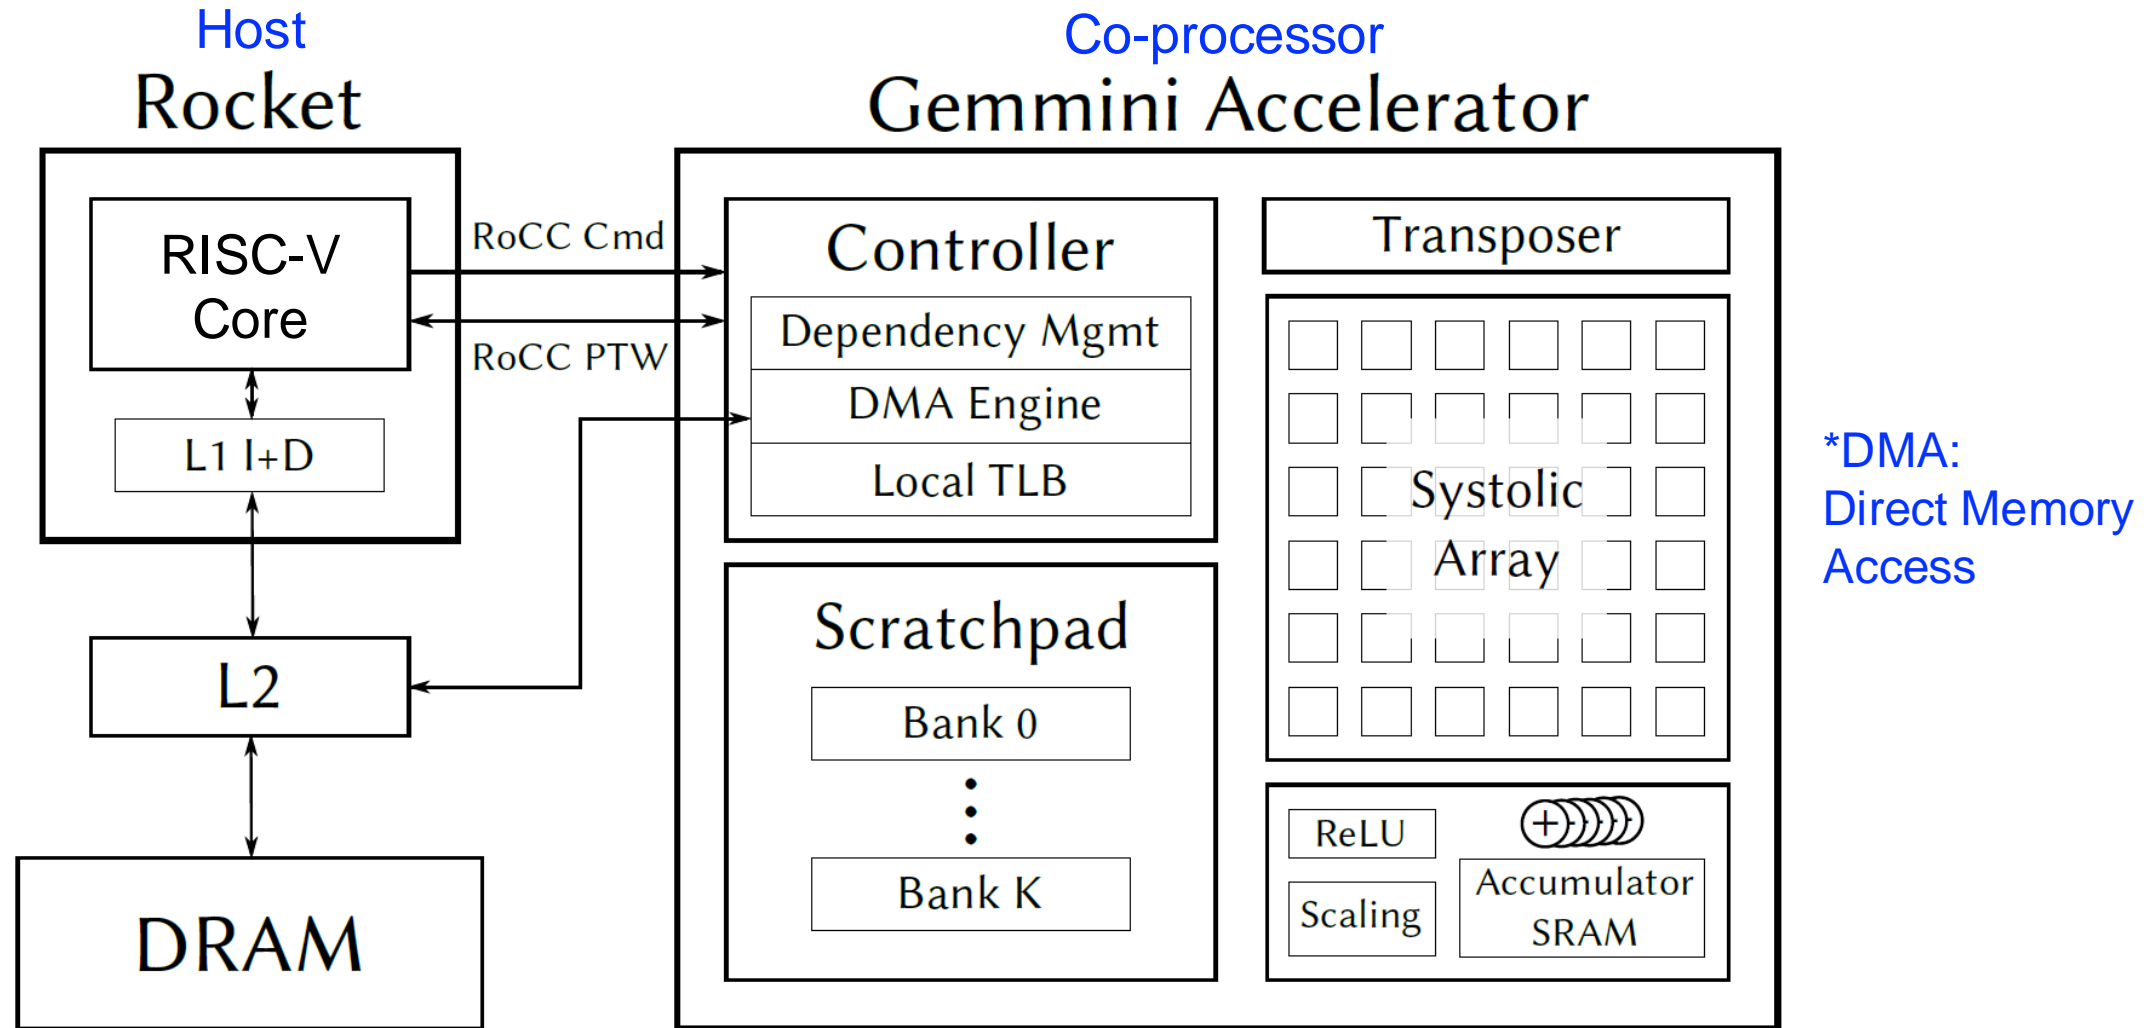 Host
Rocket
RISC-V
Core
L1 I+D
L2
DRAM
RoCC Cmd
RoCC PTW
Co-processor
Gemmini Accelerator
Controller
Dependency Mgmt
DMA Engine
Local TLB
Scratchpad
Bank 0
Bank K
Transposer
Systolic
Array
ReLU
Scaling
+
Accumulator
SRAM
*DMA:
Direct Memory
Access